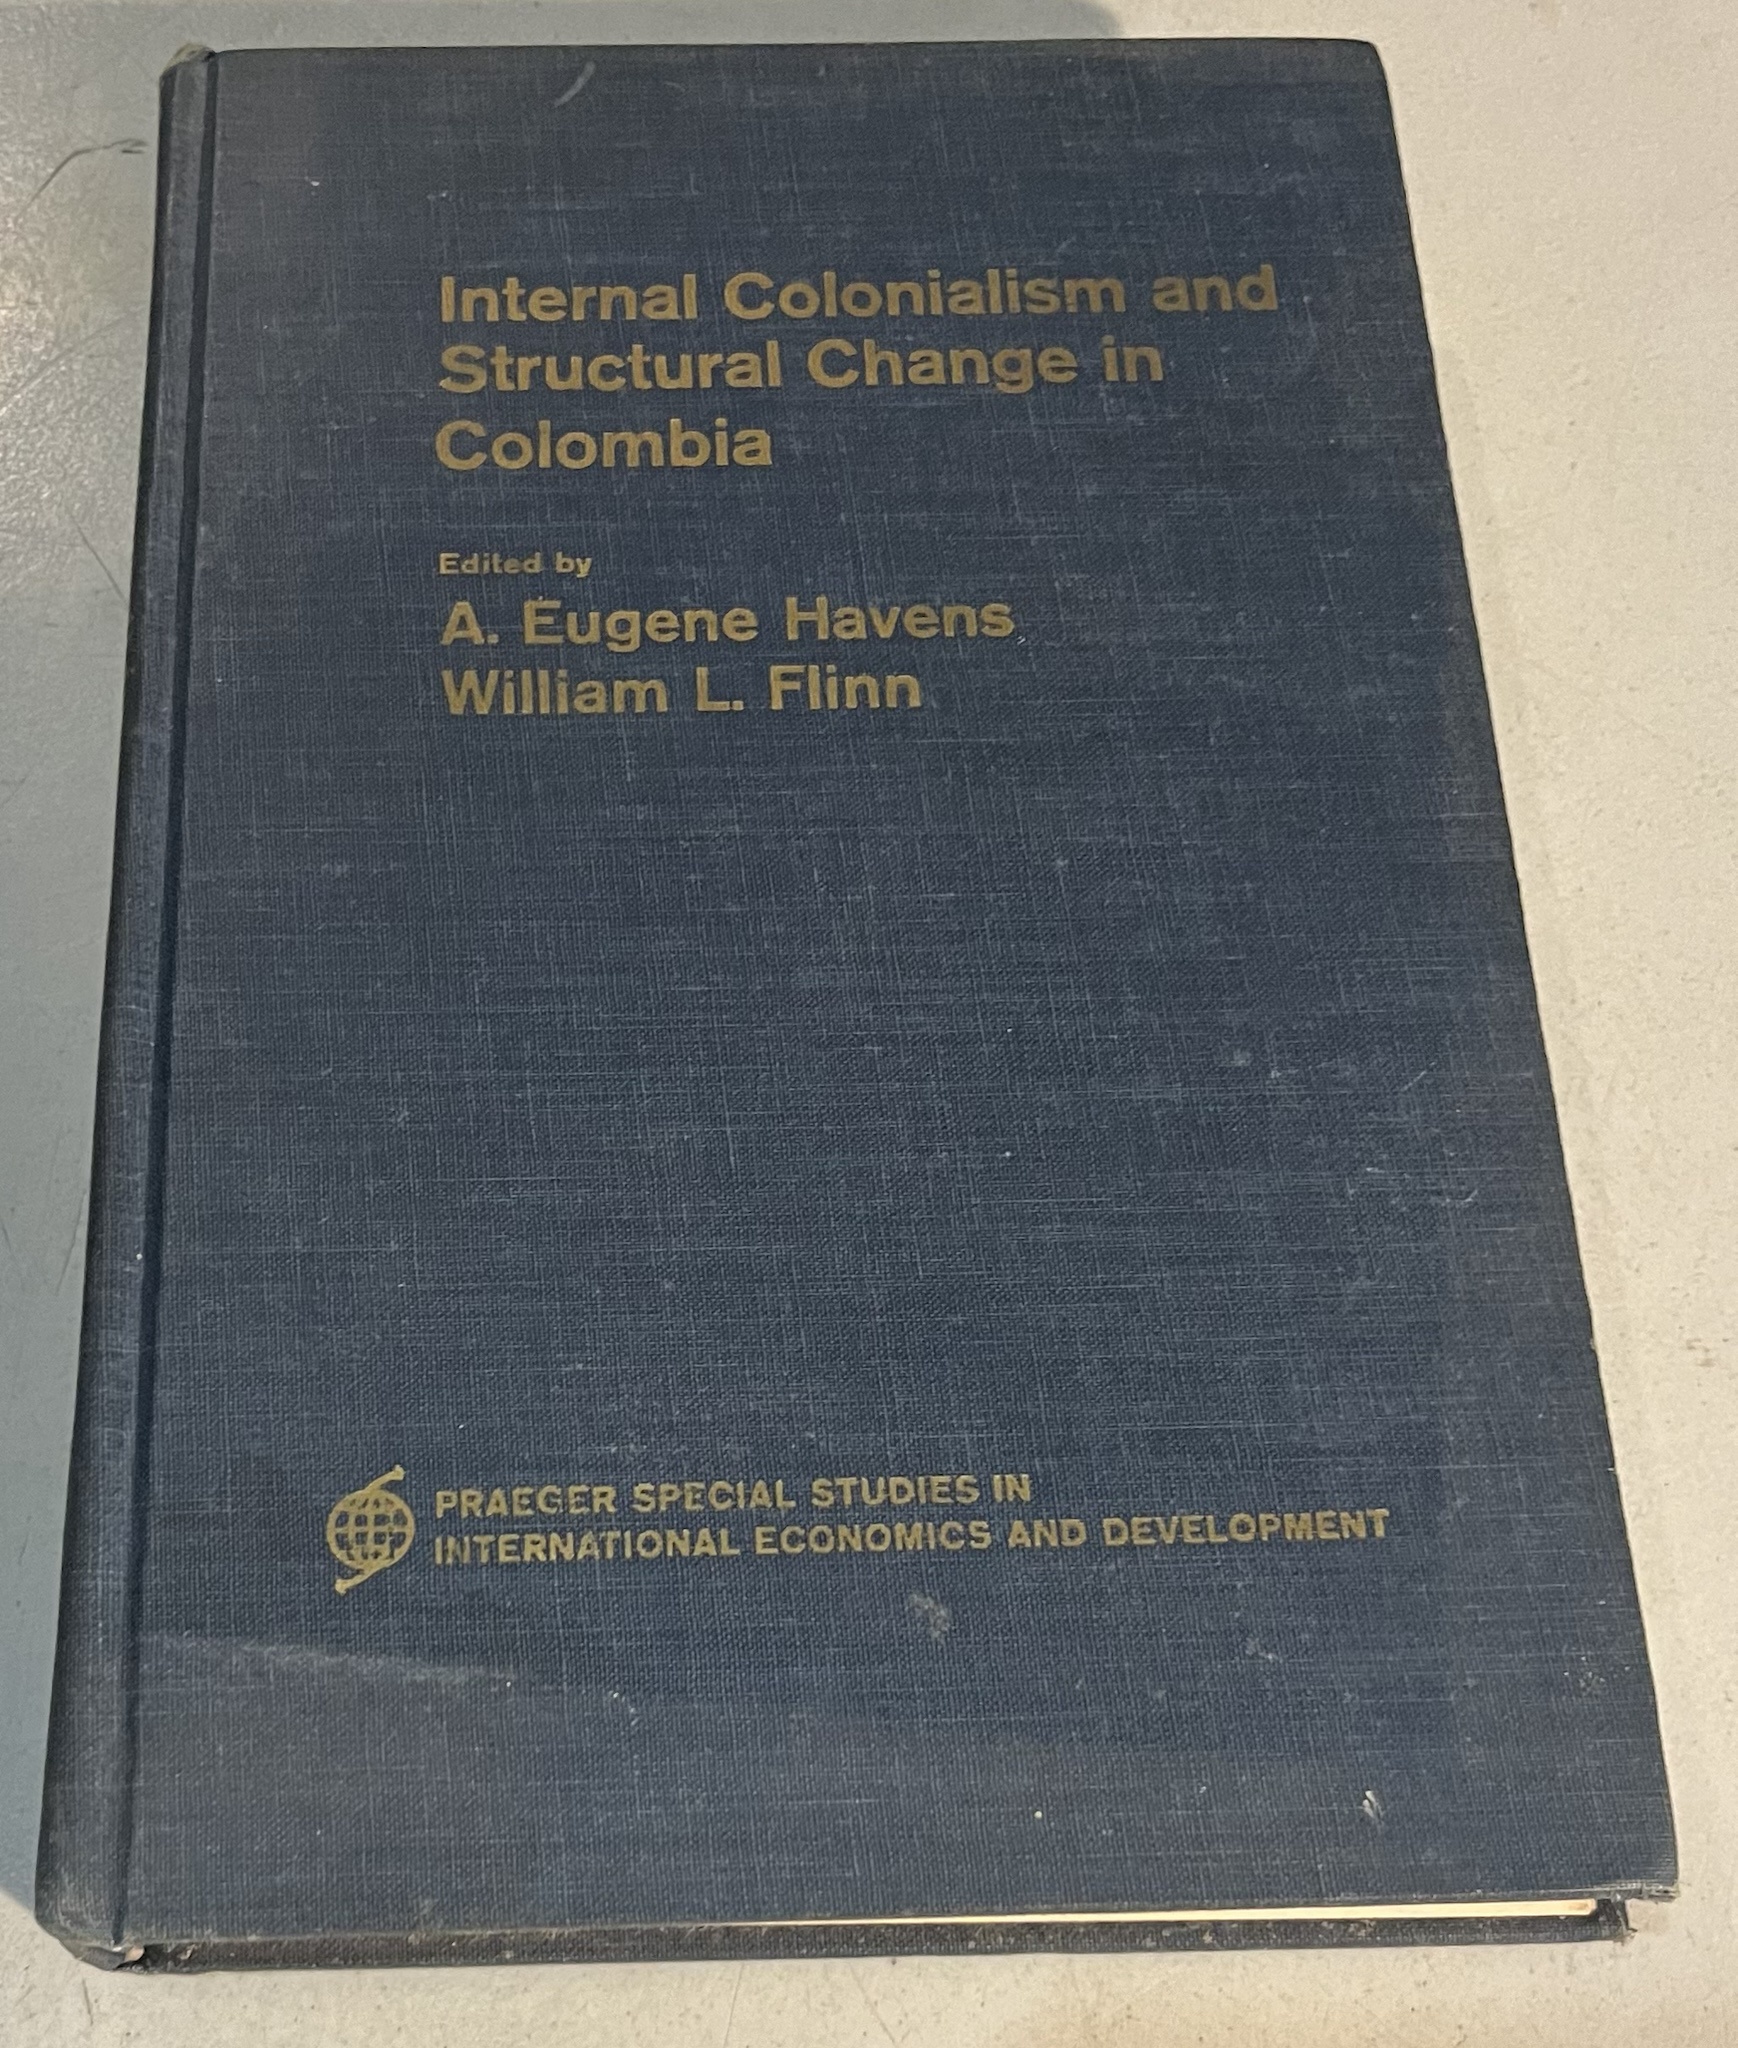 Internal Colonialism and
Structural Change in
Colombia
Edited by
A. Eugene Havens
William L. Flinn
PRAEGER SPECIAL STUDIES IN
INTERNATIONAL ECONOMICS AND DEVELOPMENT